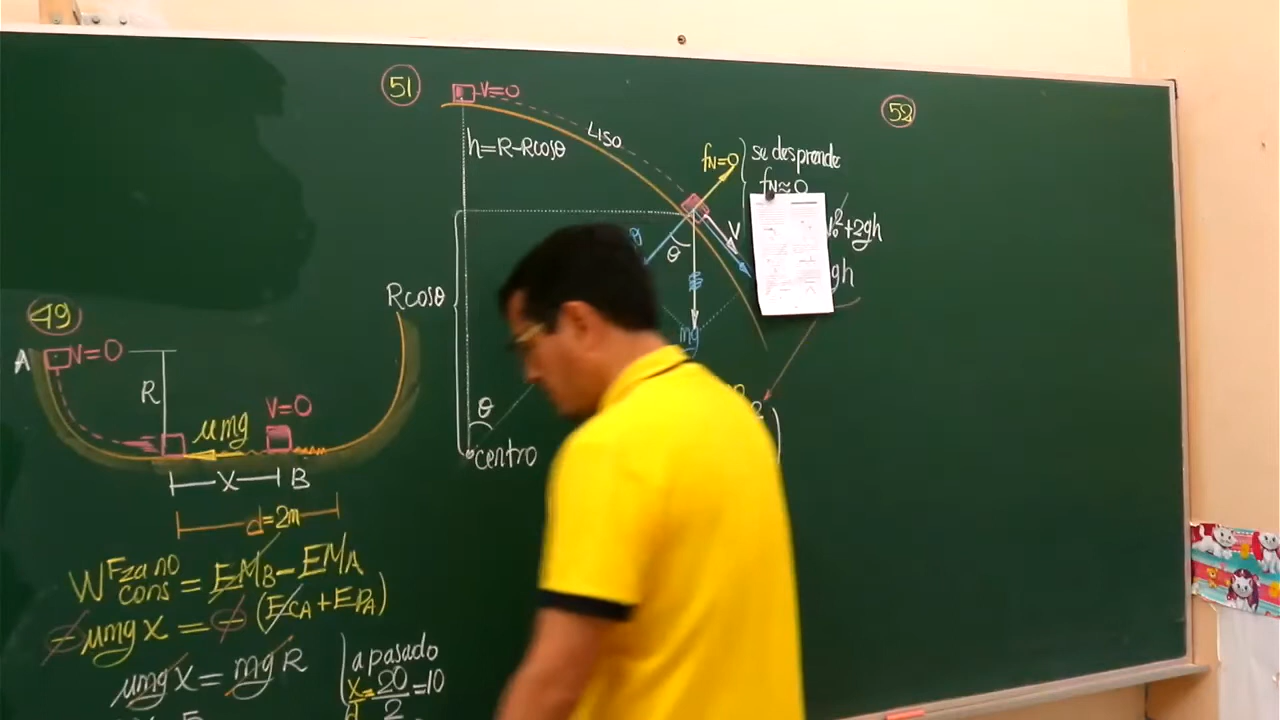 51
V=0
LISO
h=R-Rcosθ
fN=0
se desprende
fN≈0
V
θ
mg
+2gh
gh
Rcosθ
θ
centro
52
49
A
V=0
R
μmg
V=0
X
B
d=2m
W Fza no cons = EMB - EMA
-μmg x = - (ECA + EPA)
μmg x = mg R
a pasado
x/d = 20/2 = 10